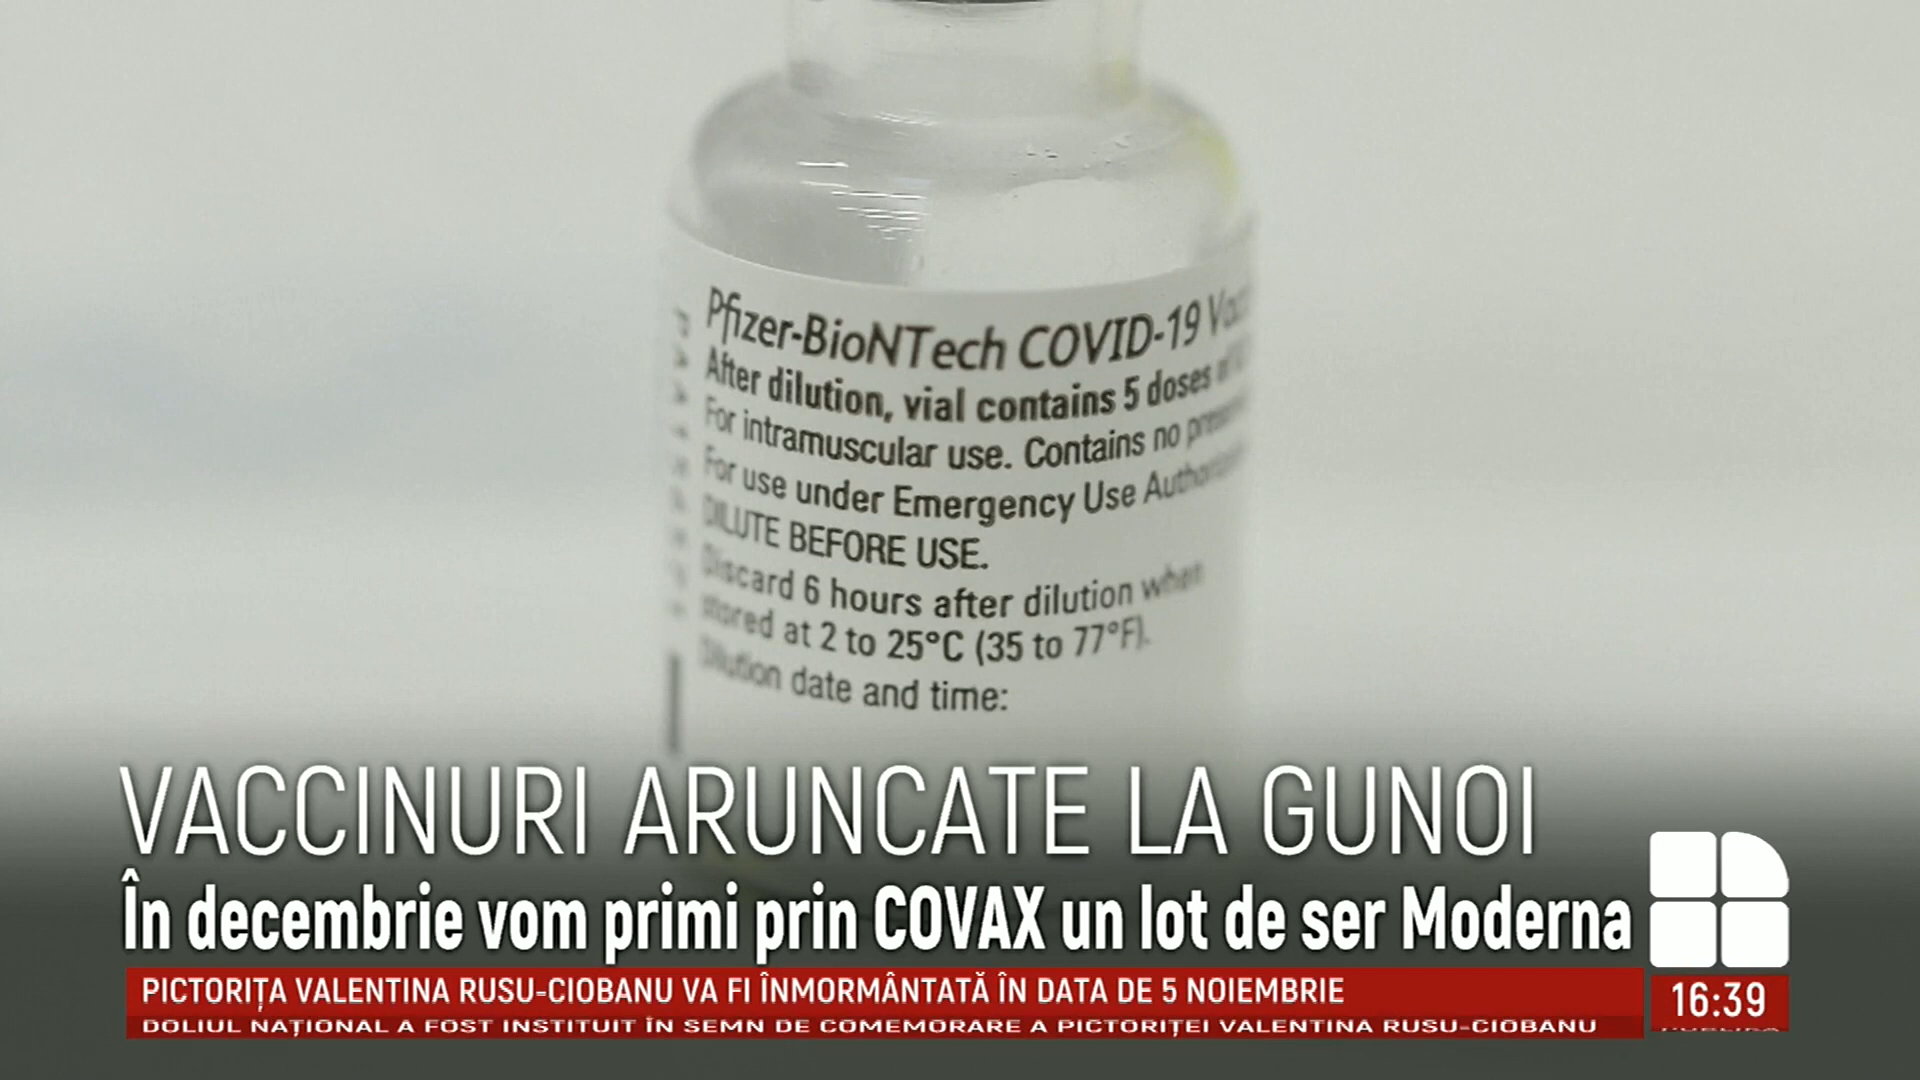 Pfizer-BioNTech COVID-19
After dilution, vial contains 5 doses
For intramuscular use. Contains no
For use under Emergency Use
DILUTE BEFORE USE.
Discard 6 hours after dilution when
stored at 2 to 25°C (35 to 77°F).
Dilution date and time:
VACCINURI ARUNCATE LA GUNOI
În decembrie vom primi prin COVAX un lot de ser Moderna
PICTORIȚA VALENTINA RUSU-CIOBANU VA FI ÎNMORMÂNTATĂ ÎN DATA DE 5 NOIEMBRIE
16:39
DOLIUL NAȚIONAL A FOST INSTITUIT ÎN SEMN DE COMEMORARE A PICTORIȚEI VALENTINA RUSU-CIOBANU